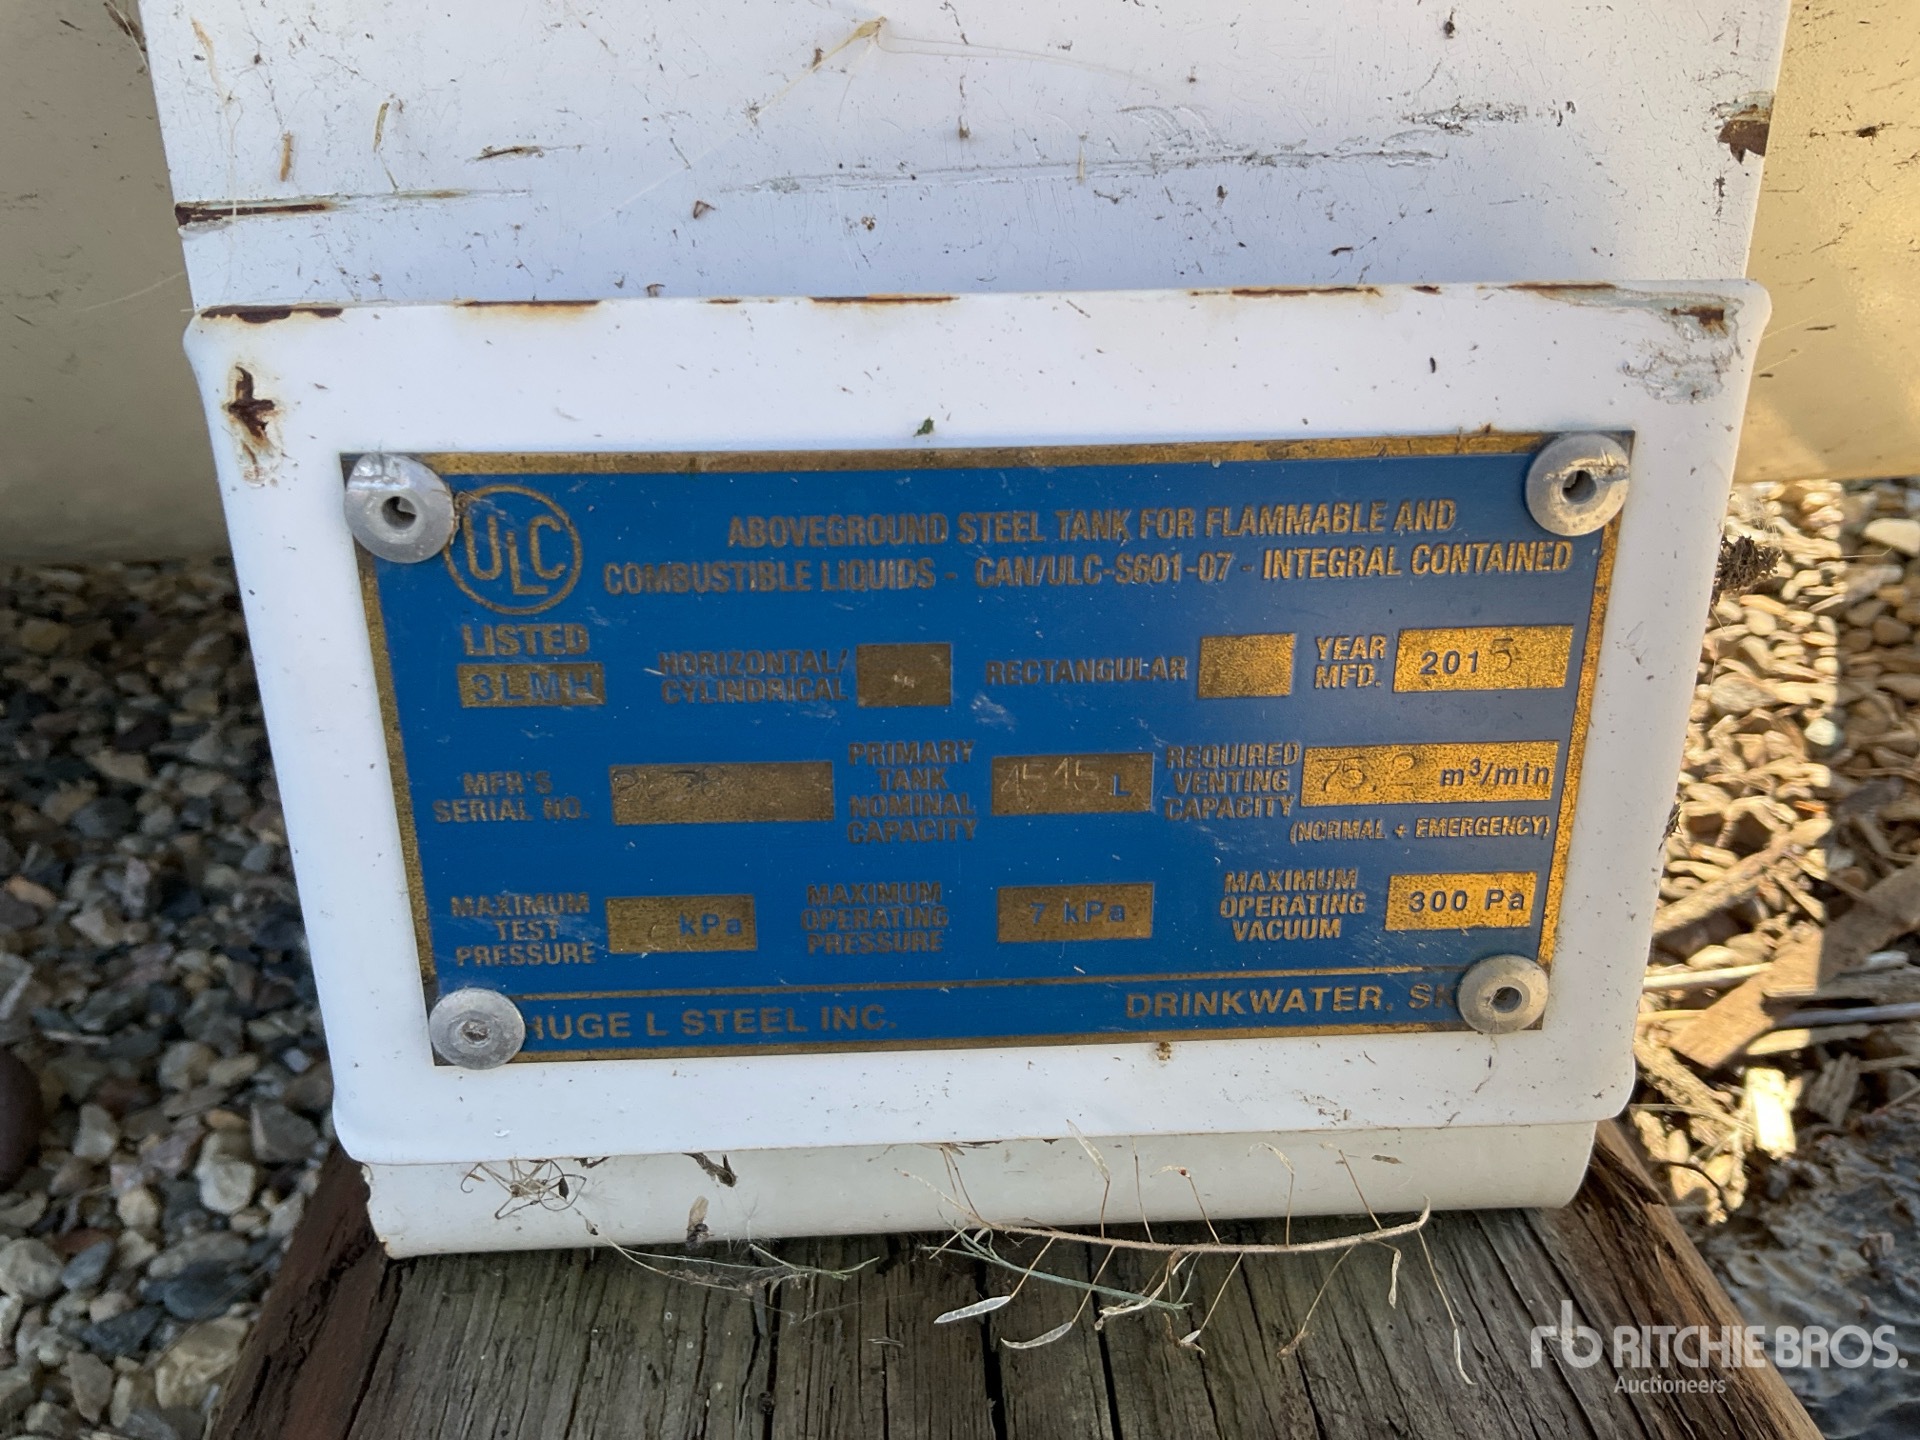 ULC
LISTED
3LMH
ABOVEGROUND STEEL TANK FOR FLAMMABLE AND
COMBUSTIBLE LIQUIDS - CAN/ULC-S601-07 - INTEGRAL CONTAINED
HORIZONTAL/
CYLINDRICAL
RECTANGULAR
YEAR
MFD.
2015
MFR'S
SERIAL NO.
PRIMARY
TANK
NOMINAL
CAPACITY
4545 L
REQUIRED
VENTING
CAPACITY
75.2 m³/min
(NORMAL + EMERGENCY)
MAXIMUM
TEST
PRESSURE
kPa
MAXIMUM
OPERATING
PRESSURE
7 kPa
MAXIMUM
OPERATING
VACUUM
300 Pa
L STEEL INC.
DRINKWATER, SK
rb RITCHIE BROS.
Auctioneers